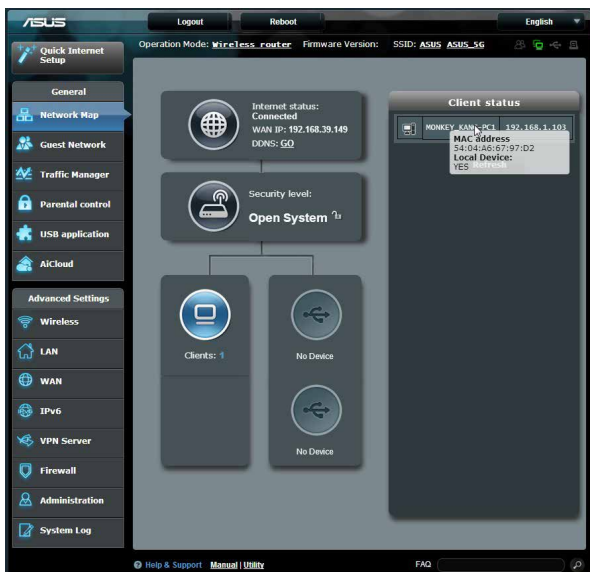 ASUS
Logout
Reboot
English
Quick Internet
Setup
Operation Mode: Wireless router Firmware Version: SSID: ASUS ASUS_5G
General
Network Map
Guest Network
Traffic Manager
Parental control
USB application
AiCloud
Advanced Settings
Wireless
LAN
WAN
IPv6
VPN Server
Firewall
Administration
System Log
Internet status:
Connected
WAN IP: 192.168.39.149
DDNS: GO
Security level:
Open System
Clients: 1
No Device
No Device
Client status
192.168.1.103
MAC address
54:04:A6:67:97:D2
Local Device:
YES
Refresh
Help & Support Manual | Utility
FAQ